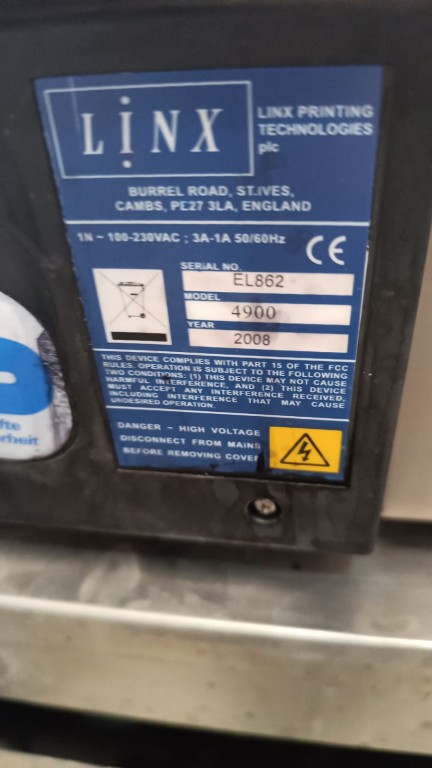 LINX
LINX PRINTING
TECHNOLOGIES
plc
BURREL ROAD, ST.IVES,
CAMBS, PE27 3LA, ENGLAND
1N ~ 100-230VAC ; 3A-1A 50/60Hz
CE
SERIAL NO.
EL862
MODEL
4900
YEAR
2008
THIS DEVICE COMPLIES WITH PART 15 OF THE FCC
RULES. OPERATION IS SUBJECT TO THE FOLLOWING
TWO CONDITIONS: (1) THIS DEVICE MAY NOT CAUSE
HARMFUL INTERFERENCE, AND (2) THIS DEVICE
MUST ACCEPT ANY INTERFERENCE RECEIVED,
INCLUDING INTERFERENCE THAT MAY CAUSE
UNDESIRED OPERATION.
DANGER ~ HIGH VOLTAGE
DISCONNECT FROM MAINS
BEFORE REMOVING COVER
fte
erheit